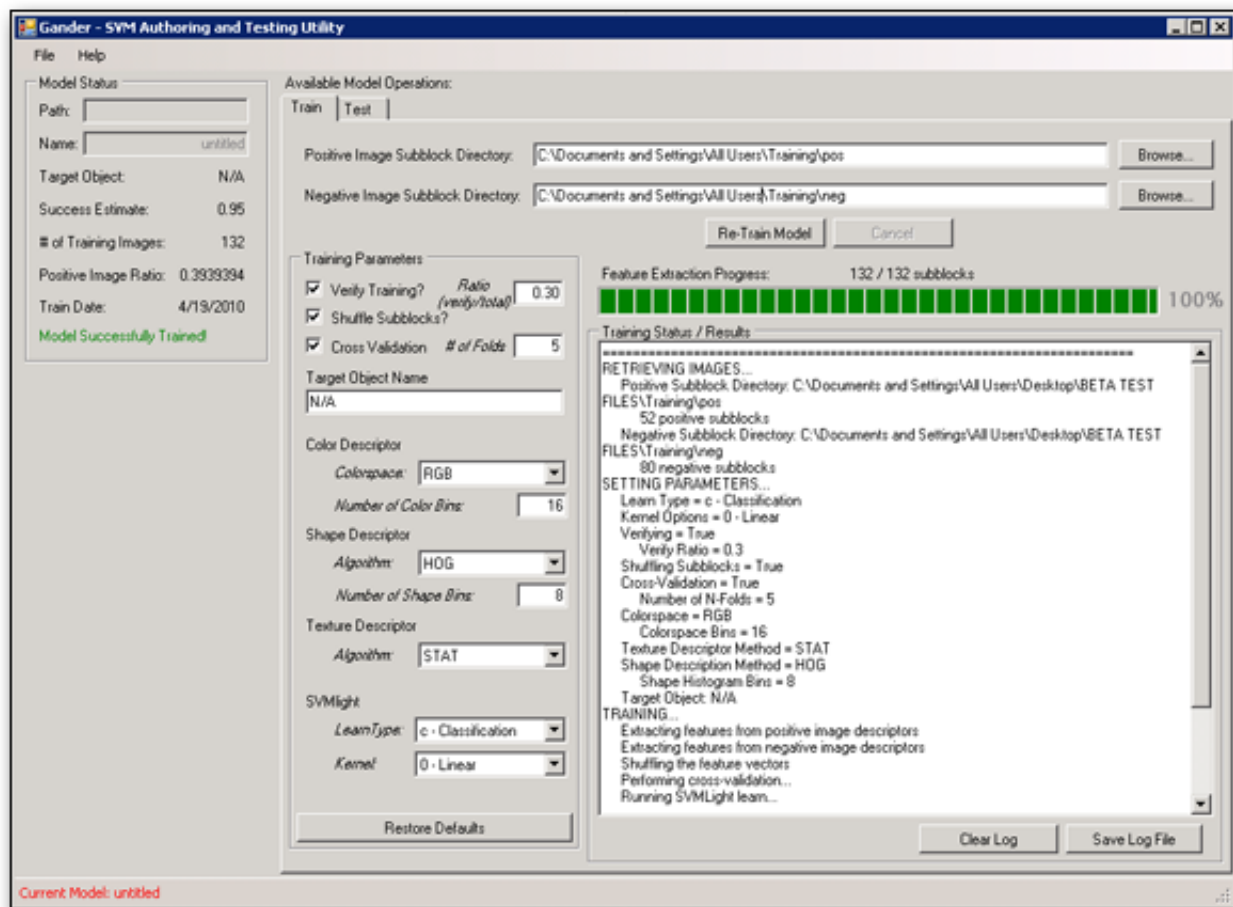 Gander - SVM Authoring and Testing Utility
File Help
Model Status
Path:
Name: untitled
Target Object: N/A
Success Estimate: 0.95
# of Training Images: 132
Positive Image Ratio: 0.3939394
Train Date: 4/19/2010
Model Successfully Trained!
Available Model Operations:
Train Test
Positive Image Subblock Directory: C:\Documents and Settings\All Users\Training\pos Browse...
Negative Image Subblock Directory: C:\Documents and Settings\All Users\Training\neg Browse...
Re-Train Model Cancel
Training Parameters
Verify Training? Ratio (verify/total) 0.30
Shuffle Subblocks?
Cross Validation # of Folds 5
Target Object Name
N/A
Color Descriptor
Colorspace: RGB
Number of Color Bins: 16
Shape Descriptor
Algorithm: HOG
Number of Shape Bins: 8
Texture Descriptor
Algorithm: STAT
SVMlight
LearnType: c - Classification
Kernel: 0 - Linear
Restore Defaults
Feature Extraction Progress: 132 / 132 subblocks
100%
Training Status / Results
======================================================================
RETRIEVING IMAGES...
Positive Subblock Directory: C:\Documents and Settings\All Users\Desktop\BETA TEST
FILES\Training\pos
52 positive subblocks
Negative Subblock Directory: C:\Documents and Settings\All Users\Desktop\BETA TEST
FILES\Training\neg
80 negative subblocks
SETTING PARAMETERS...
Learn Type = c - Classification
Kernel Options = 0 - Linear
Verifying = True
Verify Ratio = 0.3
Shuffling Subblocks = True
Cross-Validation = True
Number of N-Folds = 5
Colorspace = RGB
Colorspace Bins = 16
Texture Descriptor Method = STAT
Shape Description Method = HOG
Shape Histogram Bins = 8
Target Object: N/A
TRAINING...
Extracting features from positive image descriptors
Extracting features from negative image descriptors
Shuffling the feature vectors
Performing cross-validation...
Running SVMLight learn...
Clear Log Save Log File
Current Model: untitled